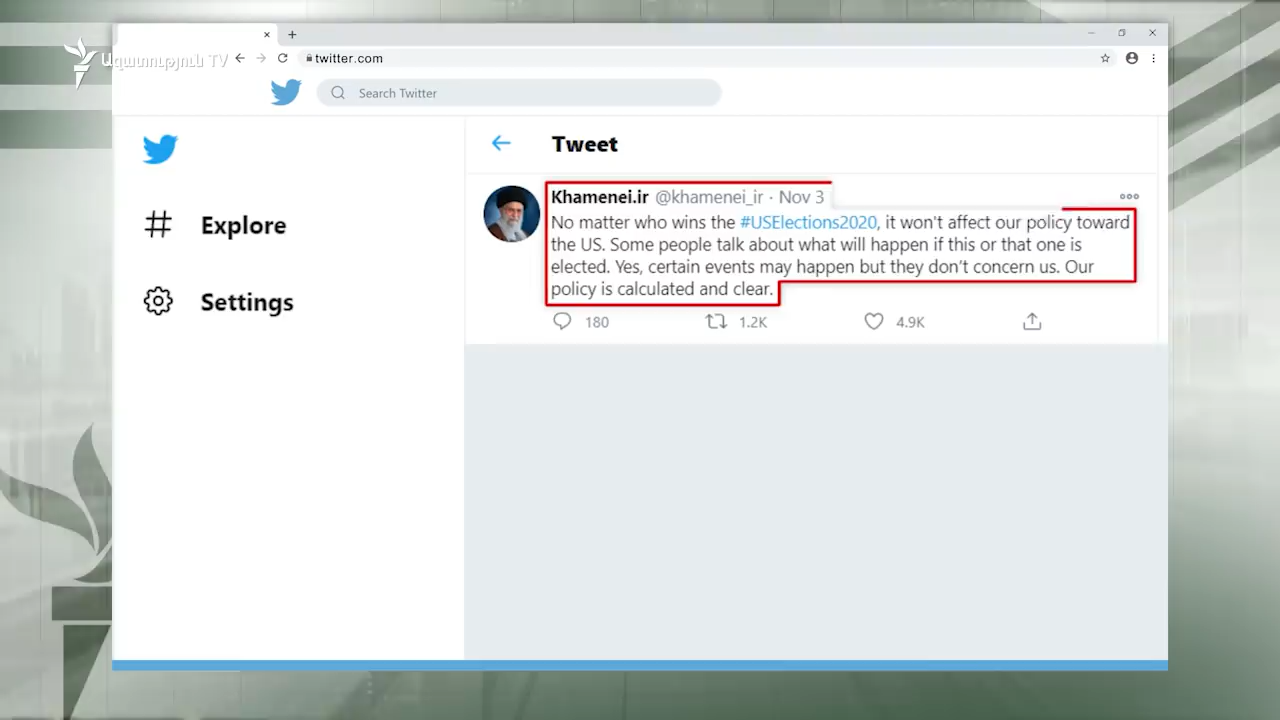 Ազատություն TV
twitter.com
Search Twitter
Explore
Settings
Tweet
Khamenei.ir @khamenei_ir · Nov 3
No matter who wins the #USElections2020, it won't affect our policy toward
the US. Some people talk about what will happen if this or that one is
elected. Yes, certain events may happen but they don’t concern us. Our
policy is calculated and clear.
180 1.2K 4.9K